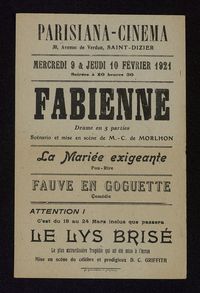 PARISIANA-CINEMA
31, Avenue de Verdun, SAINT-DIZIER
MERCREDI 9 & JEUDI 10 FÉVRIER 1921
Soirées à 20 heures 30
FABIENNE
Drame en 5 parties
Scénario et mise en scène de M.-C. de MORLHON
La Mariée exigeante
Fou-Rire
FAUVE EN GOGUETTE
Comédie
ATTENTION !
C'est du 18 au 24 Mars inclus que passera
LE LYS BRISÉ
La plus extraordinaire Tragédie qui ait été mise à l'écran
Mise en scène du célèbre et prodigieux D. C. GRIFFITH